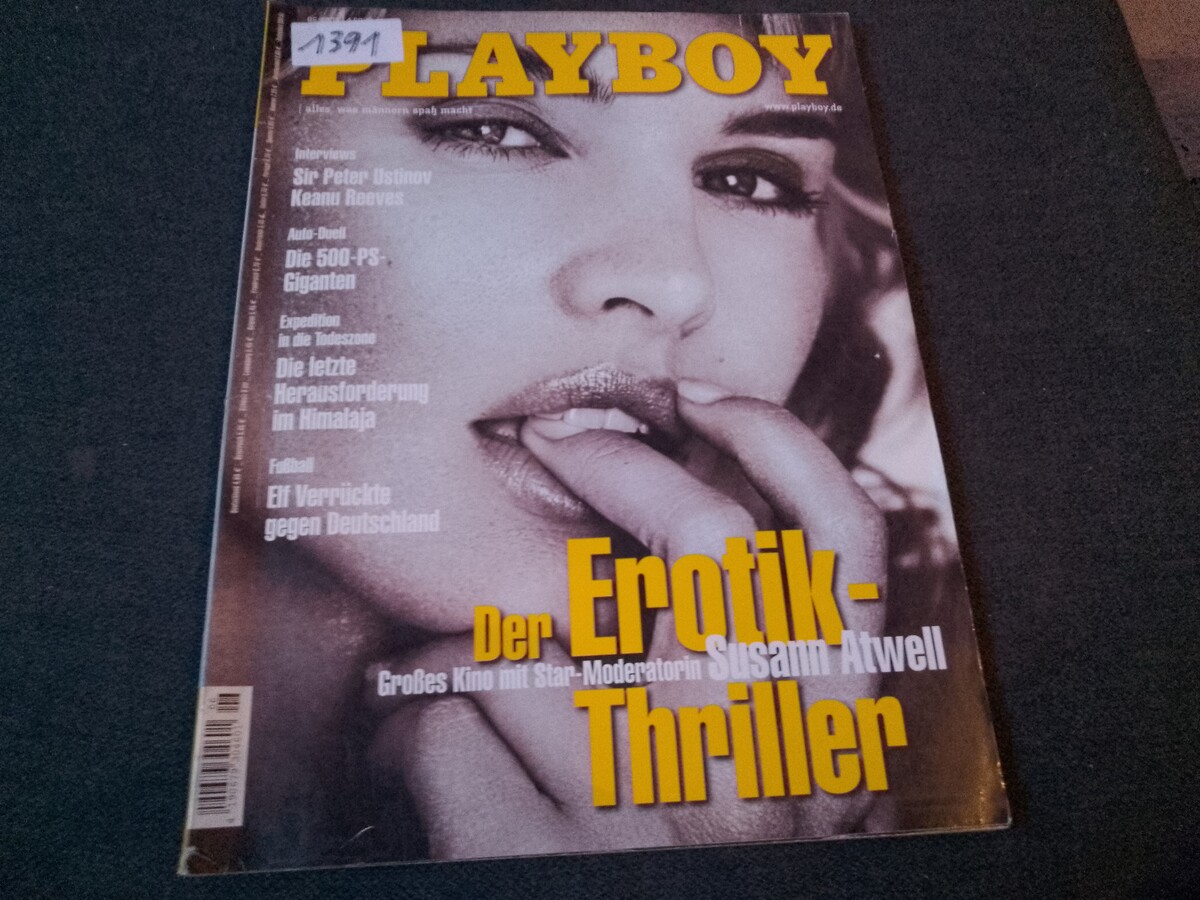 1391
PLAYBOY
alles, was männern spaß macht
www.playboy.de
Interviews
Sir Peter Ustinov
Keanu Reeves
Auto-Duell
Die 500-PS-
Giganten
Expedition
in die Todeszone
Die letzte
Herausforderung
im Himalaja
Fußball
Elf Verrückte
gegen Deutschland
Der Erotik-
Großes Kino mit Star-Moderatorin Susann Atwell
Thriller